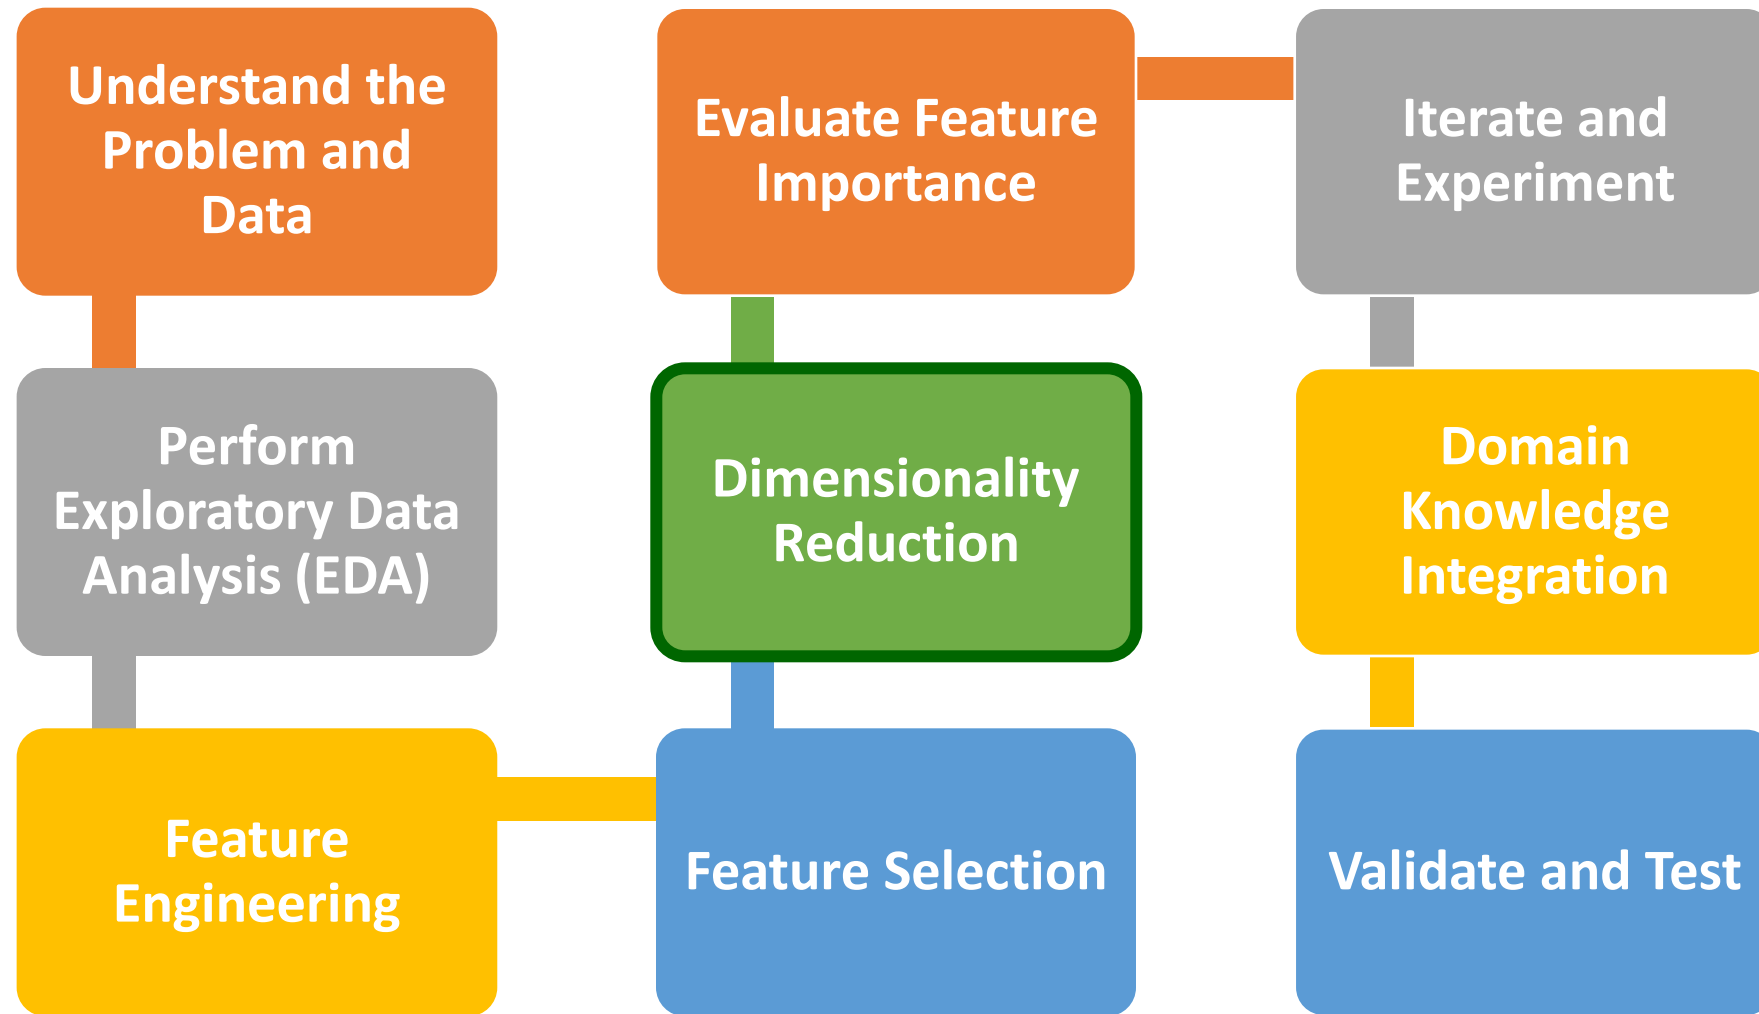 Understand the
Problem and
Data
Perform
Exploratory Data
Analysis (EDA)
Feature
Engineering
Feature Selection
Dimensionality
Reduction
Evaluate Feature
Importance
Iterate and
Experiment
Domain
Knowledge
Integration
Validate and Test